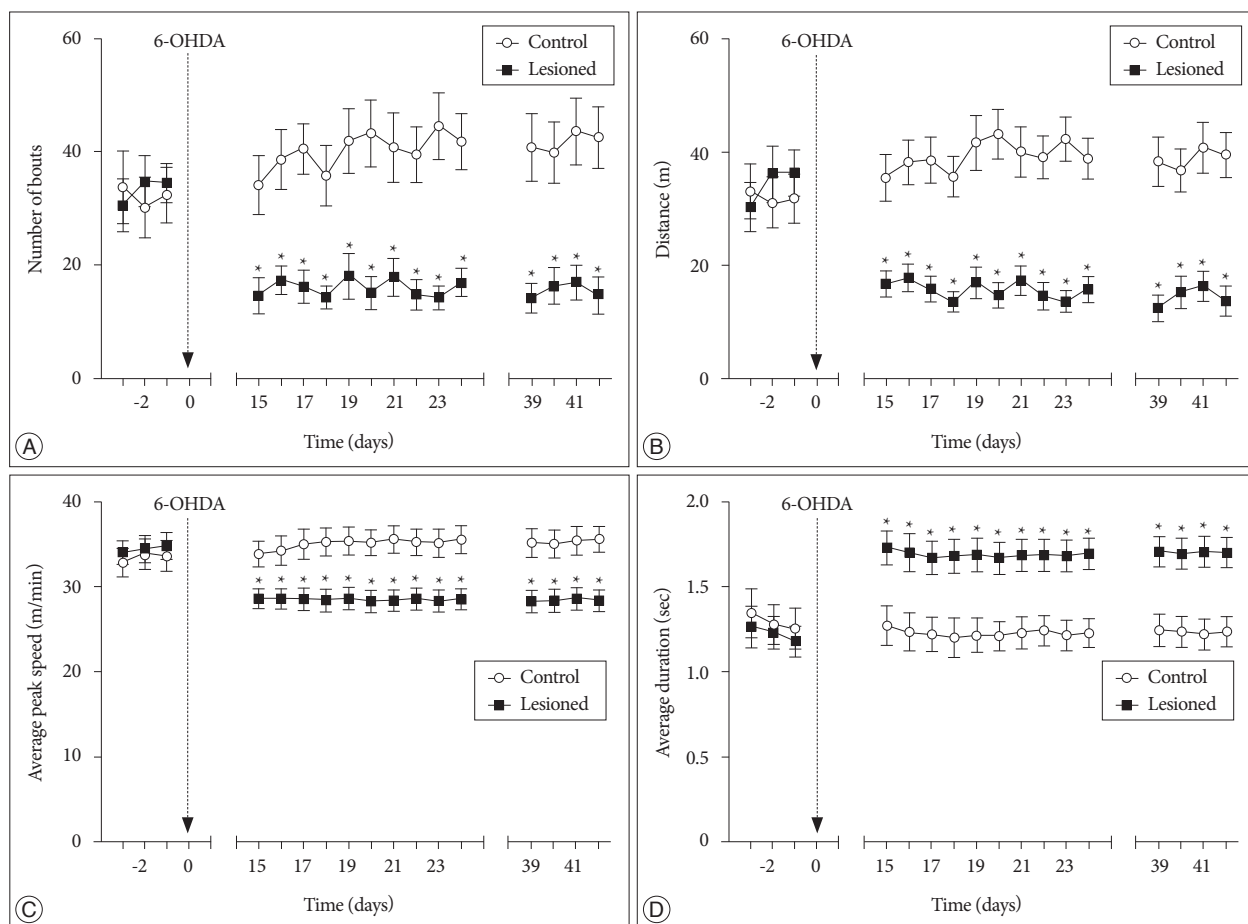 60
40
20
0
Number of bouts
6-OHDA
Control
Lesioned
* * * * * * * * * * * * * *
-2 0 15 17 19 21 23 39 41
Time (days)
A
60
40
20
0
Distance (m)
6-OHDA
Control
Lesioned
* * * * * * * * * * * * * *
-2 0 15 17 19 21 23 39 41
Time (days)
B
40
30
20
10
0
Average peak speed (m/min)
6-OHDA
* * * * * * * * * * * * * *
Control
Lesioned
-2 0 15 17 19 21 23 39 41
Time (days)
C
2.0
1.5
1.0
0.5
0
Average duration (sec)
6-OHDA
* * * * * * * * * * * * * *
Control
Lesioned
-2 0 15 17 19 21 23 39 41
Time (days)
D